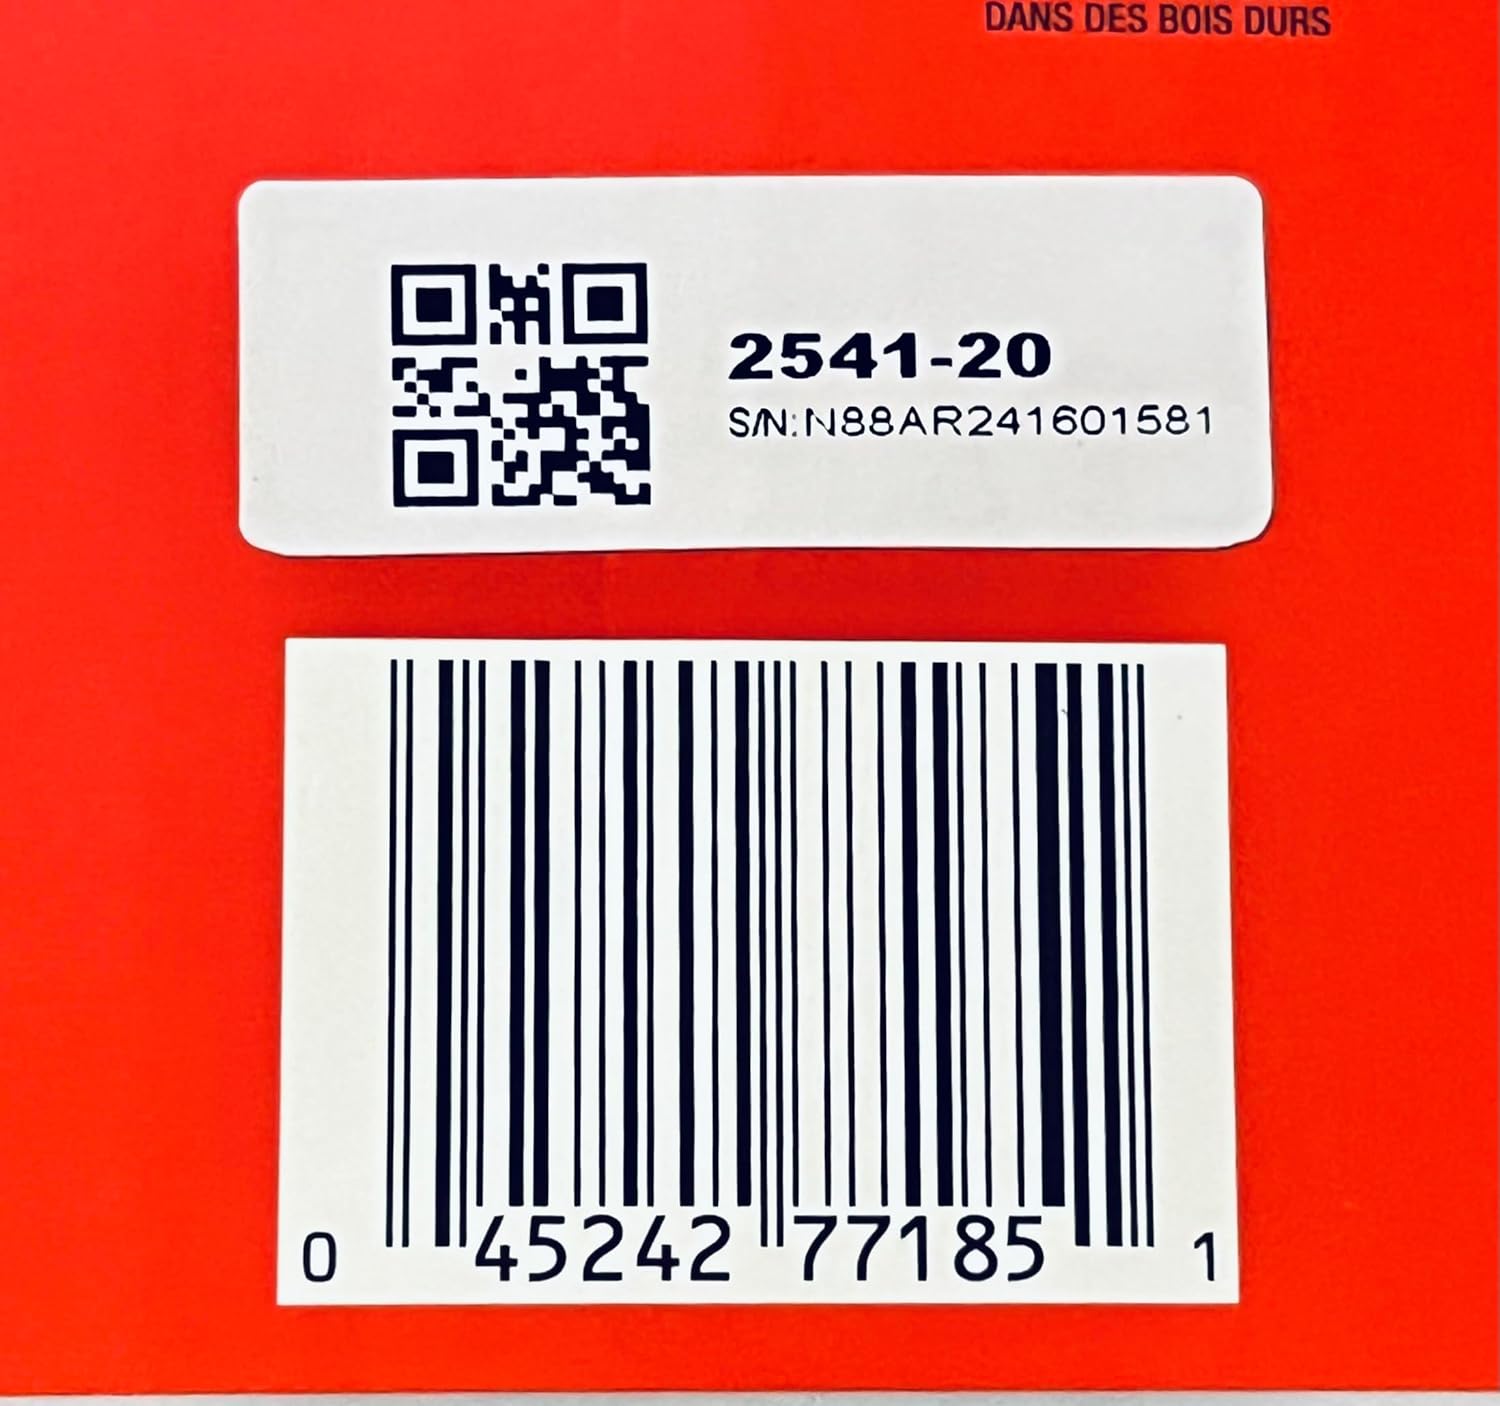 DANS DES BOIS DURS
2541-20
S/N:N88AR241601581
0 45242 77185 1